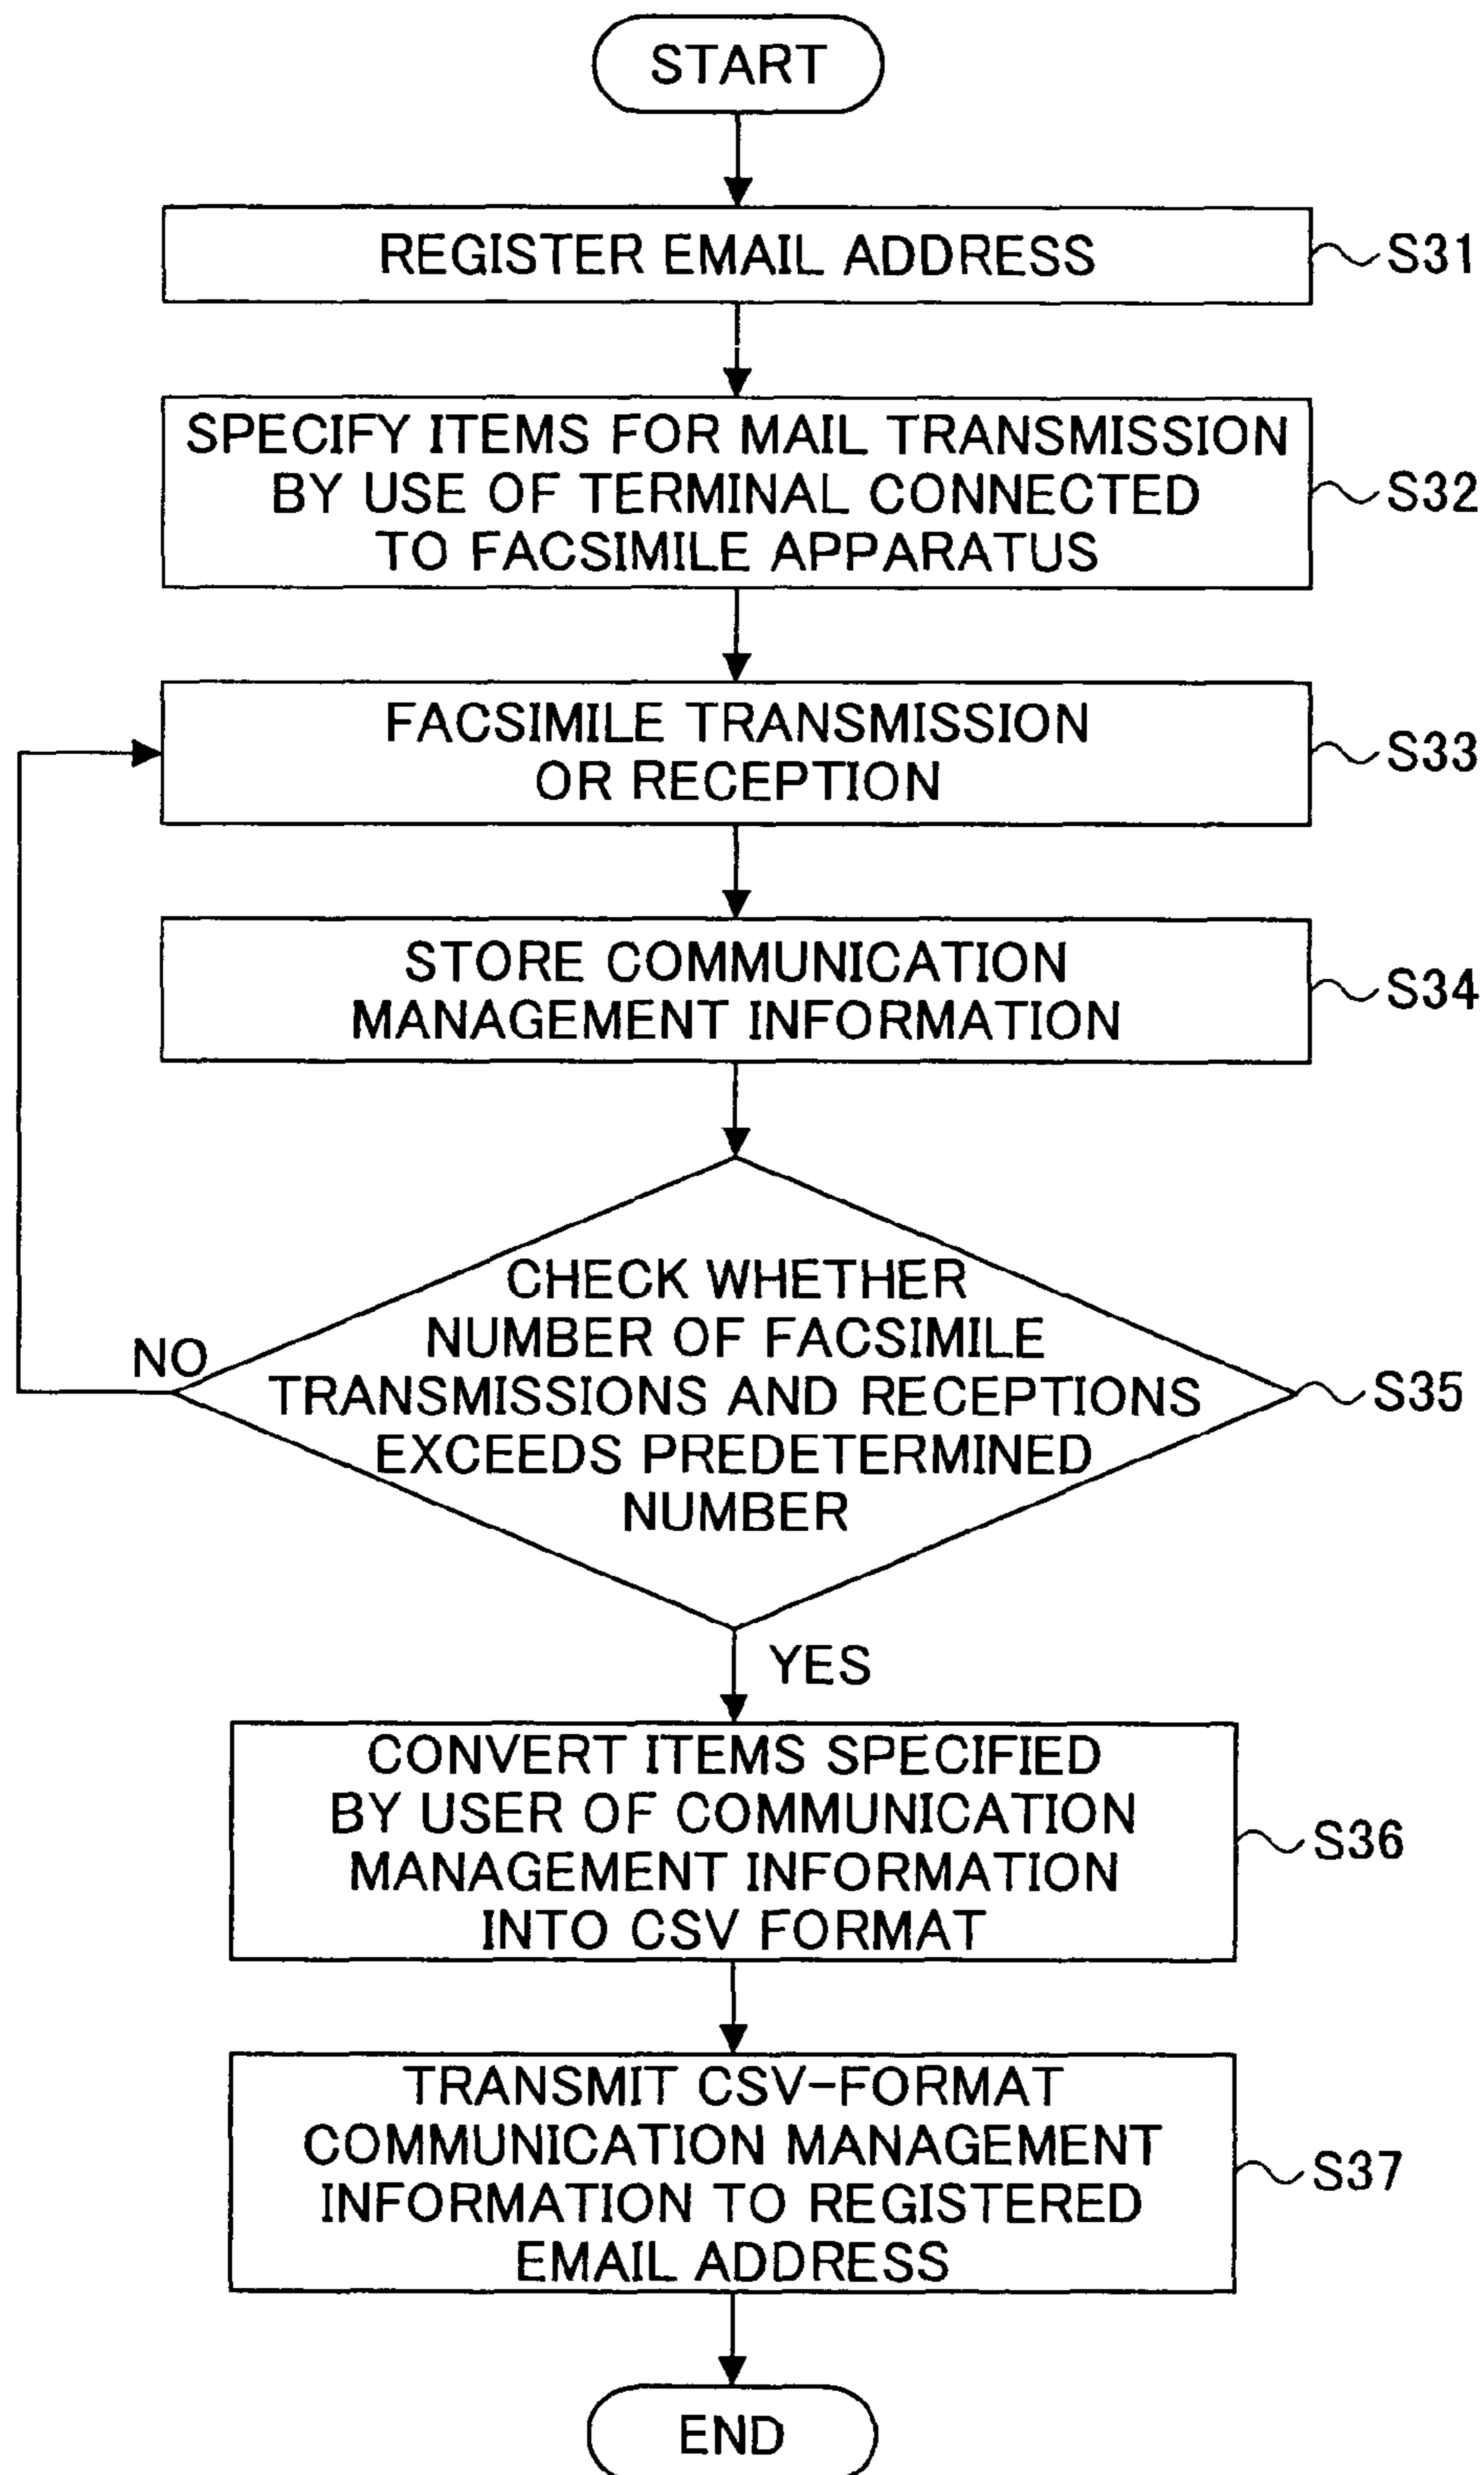 START
REGISTER EMAIL ADDRESS
S31
SPECIFY ITEMS FOR MAIL TRANSMISSION
BY USE OF TERMINAL CONNECTED
TO FACSIMILE APPARATUS
S32
FACSIMILE TRANSMISSION
OR RECEPTION
S33
STORE COMMUNICATION
MANAGEMENT INFORMATION
S34
CHECK WHETHER
NUMBER OF FACSIMILE
TRANSMISSIONS AND RECEPTIONS
EXCEEDS PREDETERMINED
NUMBER
S35
NO
YES
CONVERT ITEMS SPECIFIED
BY USER OF COMMUNICATION
MANAGEMENT INFORMATION
INTO CSV FORMAT
S36
TRANSMIT CSV-FORMAT
COMMUNICATION MANAGEMENT
INFORMATION TO REGISTERED
EMAIL ADDRESS
S37
END